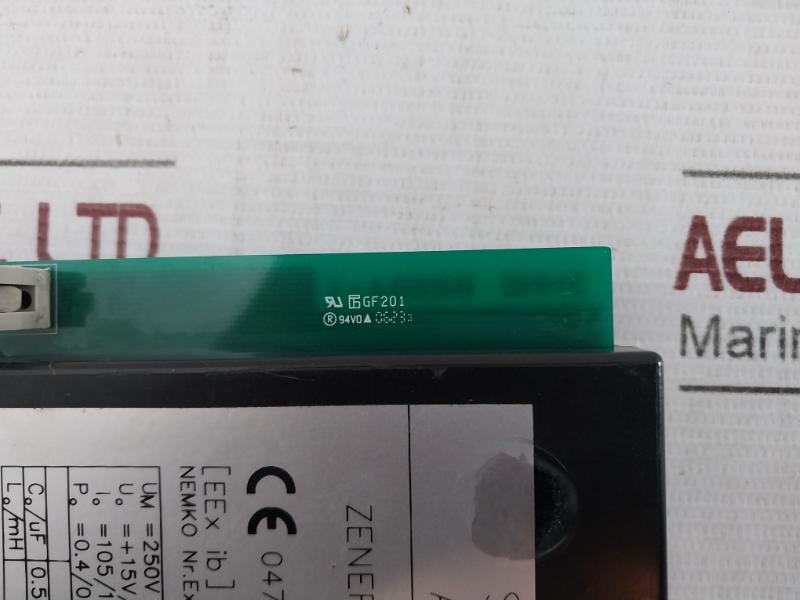 LTD
AEL
Marin
GF201
94V0 0623
ZENER
CE 047
[EEx ib]
NEMKO Nr.Ex
UM =250V
Uo =+15V/
Io =105/1
Po =0.4/0
Co/uF 0.5
Lo/mH